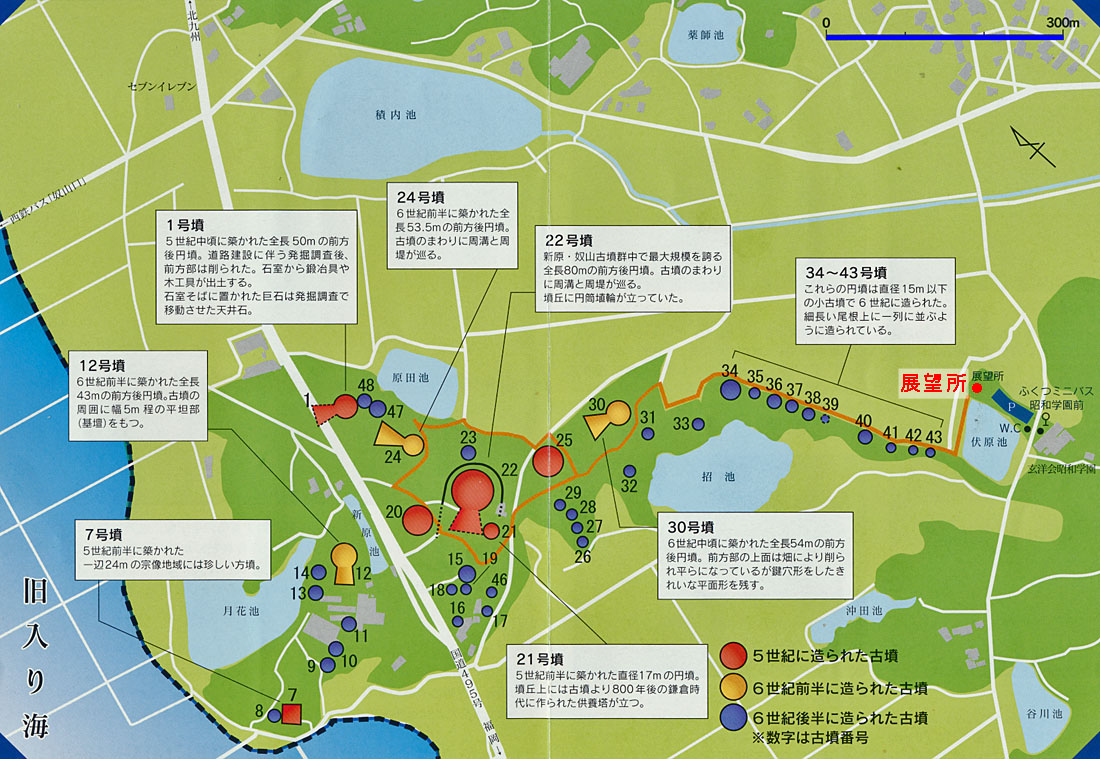 ↑北九州
セブンイレブン
積内池
薬師池
0
300m
西鉄バス「奴山口」
1号墳
5世紀中頃に築かれた全長50mの前方
後円墳。道路建設に伴う発掘調査後、
前方部は削られた。石室から鍛冶具や
木工具が出土する。
石室そばに置かれた巨石は発掘調査で
移動させた天井石。
24号墳
6世紀前半に築かれた全
長53.5mの前方後円墳。
古墳のまわりに周溝と周
堤が巡る。
22号墳
新原・奴山古墳群中で最大規模を誇る
全長80mの前方後円墳。古墳のまわり
に周溝と周堤が巡る。
墳丘に円筒埴輪が立っていた。
34～43号墳
これらの円墳は直径15m以下
の小古墳で6世紀に造られた。
細長い尾根上に一列に並ぶよ
うに造られている。
12号墳
6世紀前半に築かれた全長
43mの前方後円墳。古墳の
周囲に幅5m程の平坦部
(基壇)をもつ。
7号墳
5世紀前半に築かれた
一辺24mの宗像地域には珍しい方墳。
30号墳
6世紀中頃に築かれた全長54mの前方
後円墳。前方部の上面は畑により削ら
れ平らになっているが鍵穴形をしたき
れいな平面形を残す。
21号墳
5世紀前半に築かれた直径17mの円墳。
墳丘上には古墳より800年後の鎌倉時
代に作られた供養塔が立つ。
原田池
新原池
月花池
招池
伏原池
沖田池
谷川池
展望所
展望所
P
ふくつミニバス
昭和学園前
W.C
玄洋会昭和学園
1
48
47
24
23
22
25
20
21
30
31
33
32
34
35
36
37
38
39
40
41
42
43
29
28
27
26
15
19
18
46
16
17
14
13
12
11
10
9
8
7
国道495号
福岡↓
旧入り海
5世紀に造られた古墳
6世紀前半に造られた古墳
6世紀後半に造られた古墳
※数字は古墳番号